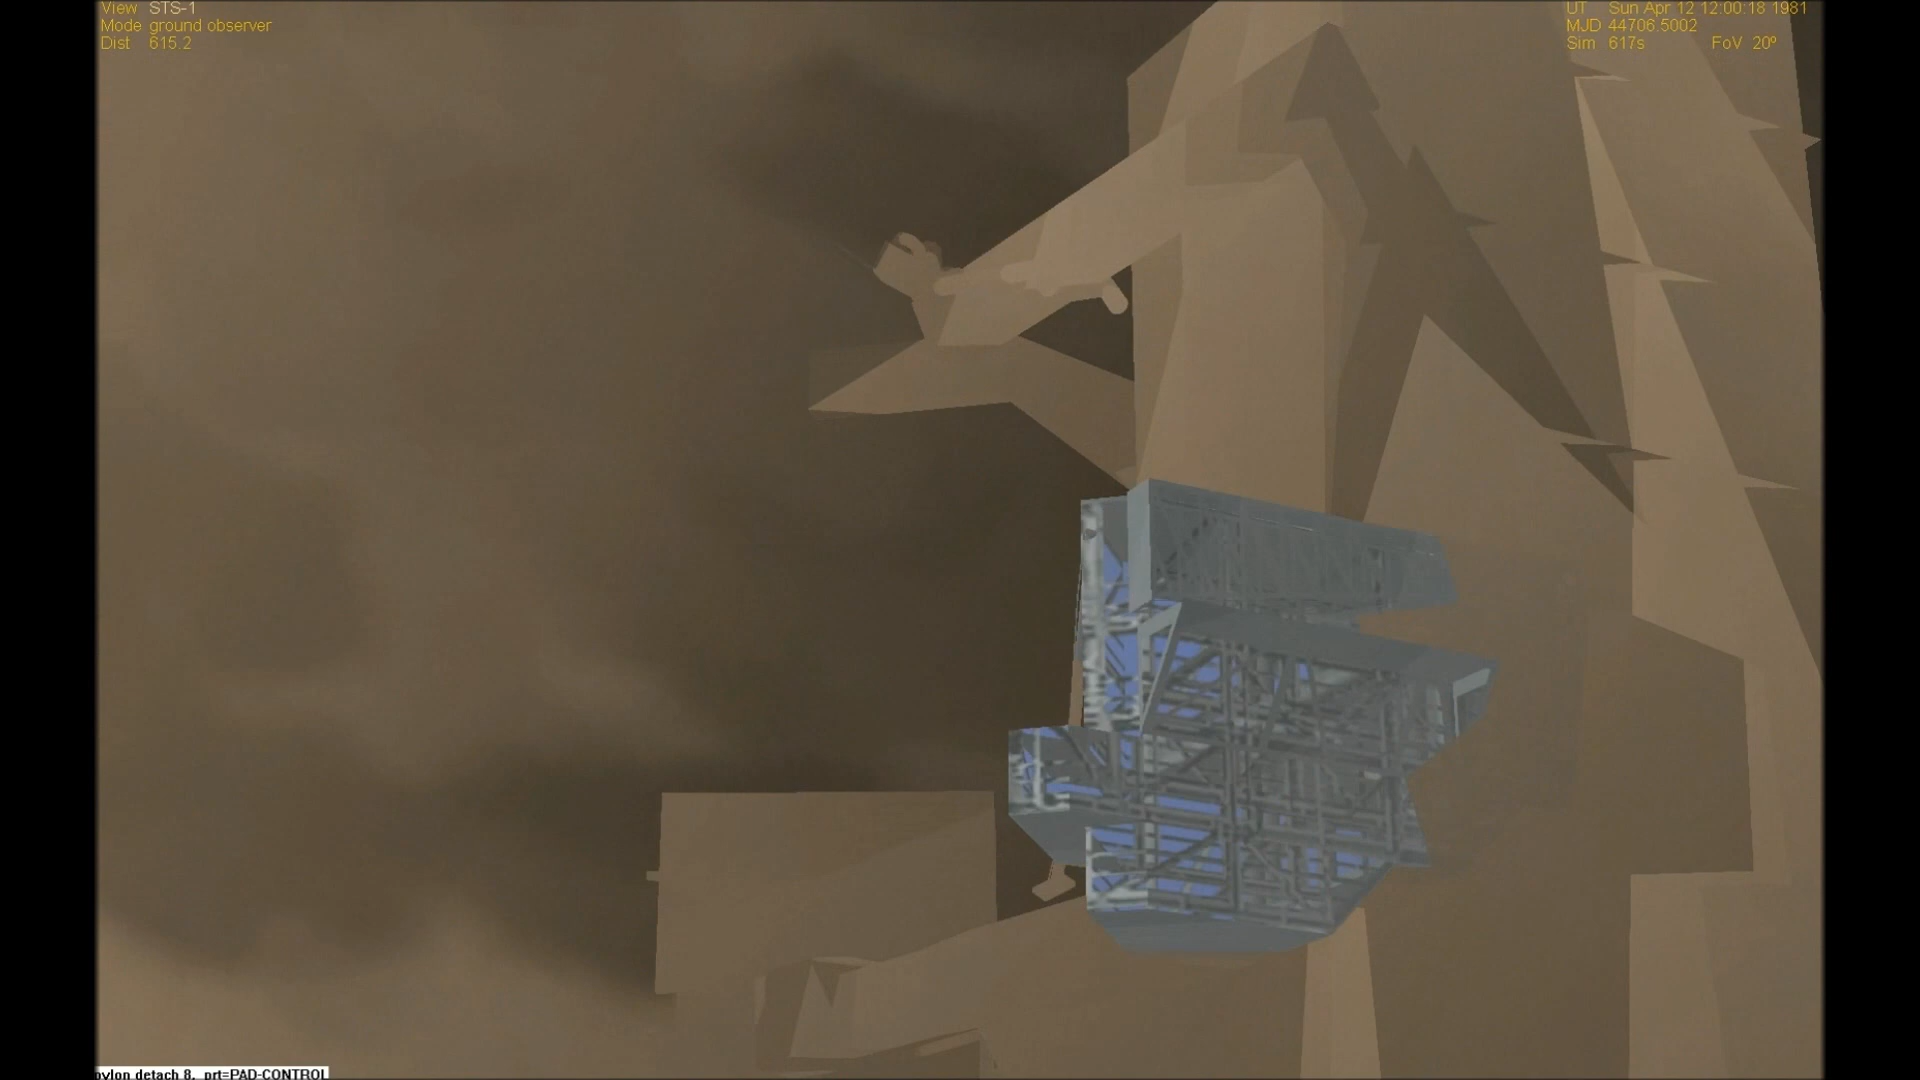 View STS-1
Mode ground observer
Dist 615.2
UT Sun Apr 12 12:00:18 1981
MJD 44706.5002
Sim 617s FoV 20º
pylon detach 8, prt=PAD-CONTROL